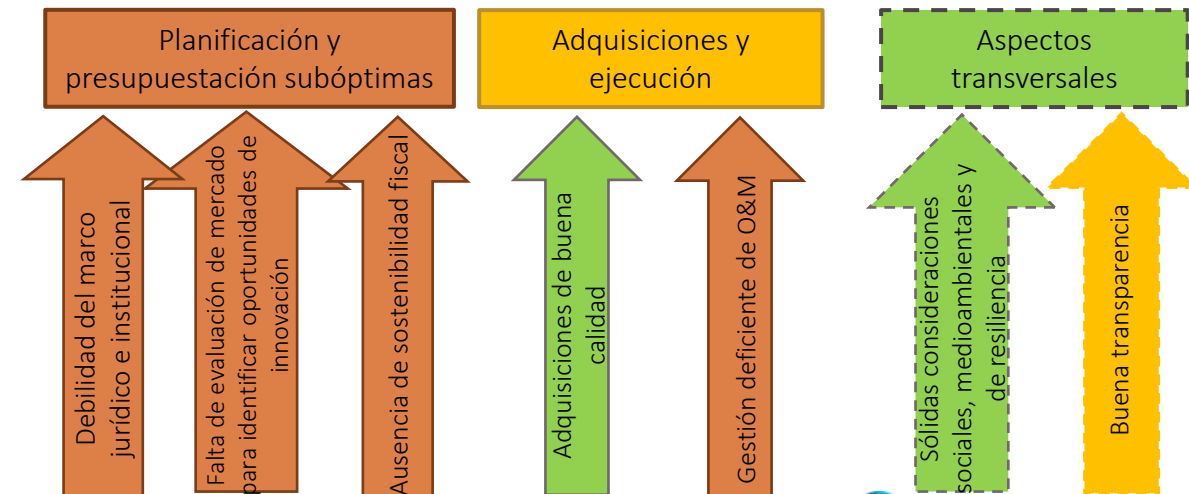 Planificación y
presupuestación subóptimas
Adquisiciones y
ejecución
Aspectos
transversales
Debilidad del marco
jurídico e institucional
Falta de evaluación de mercado
para identificar oportunidades de
innovación
Ausencia de sostenibilidad fiscal
Adquisiciones de buena
calidad
Gestión deficiente de O&M
Sólidas consideraciones
sociales, medioambientales y
de resiliencia
Buena transparencia